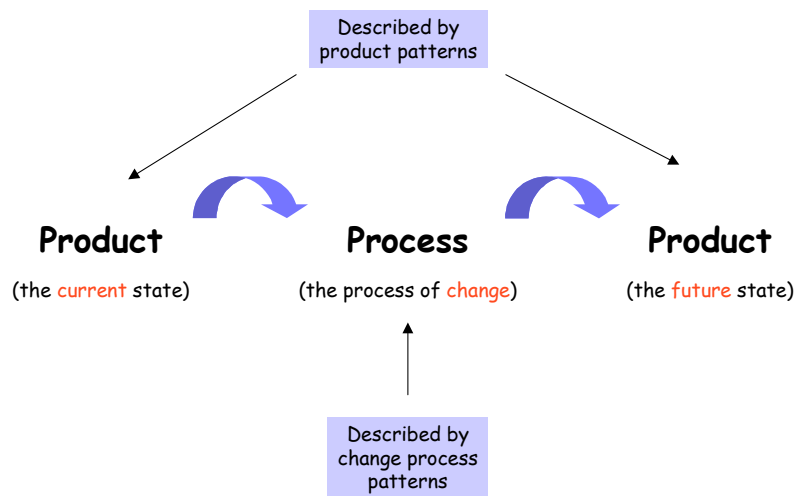 Described by
product patterns
Product
Process
Product
(the current state)
(the process of change)
(the future state)
Described by
change process
patterns